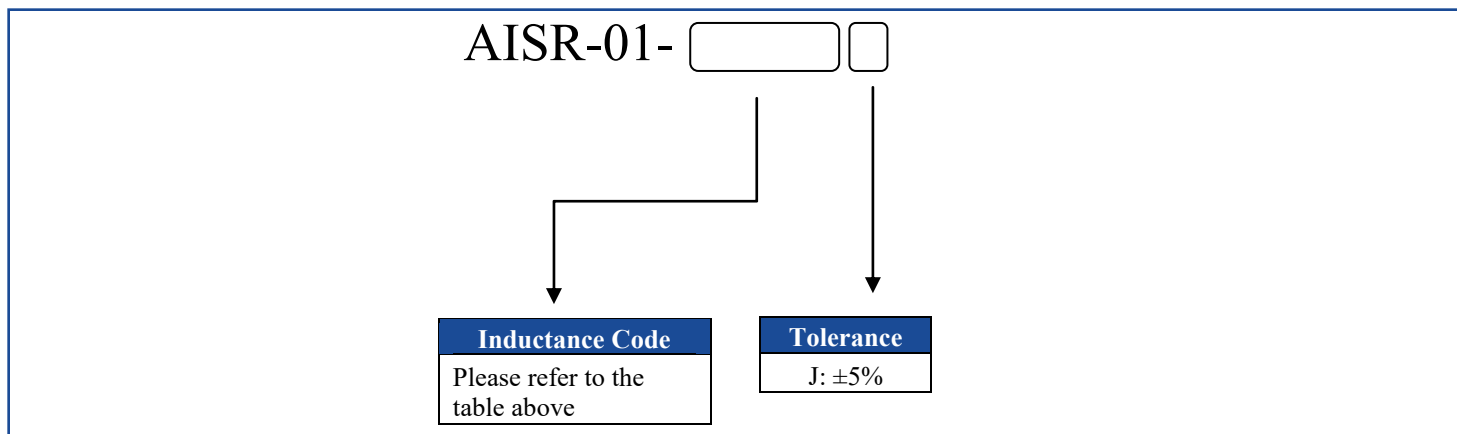 AISR-01-
Inductance Code
Please refer to the
table above
Tolerance
J: ±5%